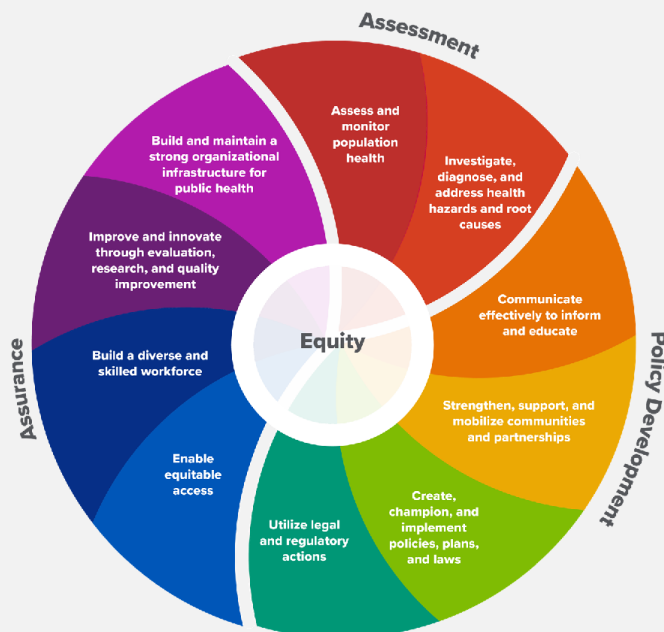 Assessment
Assess and
monitor
population
health
Investigate,
diagnose, and
address health
hazards and root
causes
Policy Development
Communicate
effectively to inform
and educate
Strengthen, support, and
mobilize communities
and partnerships
Create,
champion, and
implement
policies, plans,
and laws
Utilize legal
and regulatory
actions
Assurance
Enable
equitable
access
Build a diverse and
skilled workforce
Improve and innovate
through evaluation,
research, and quality
improvement
Build and maintain a
strong organizational
infrastructure for
public health
Equity